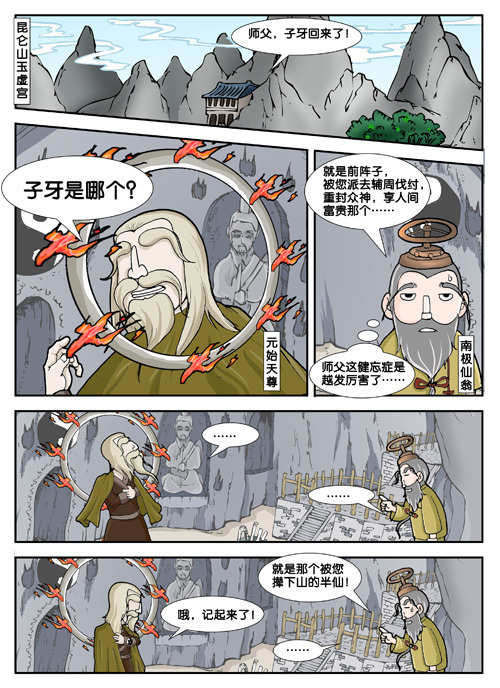 昆仑山玉虚宫
师父，子牙回来了！
子牙是哪个？
元始天尊
就是前阵子，
被您派去辅周伐纣，
重封众神，享人间
富贵那个……
师父这健忘症是
越发厉害了……
南极仙翁
……
……
就是那个被您
撵下山的半仙！
哦，记起来了！
……